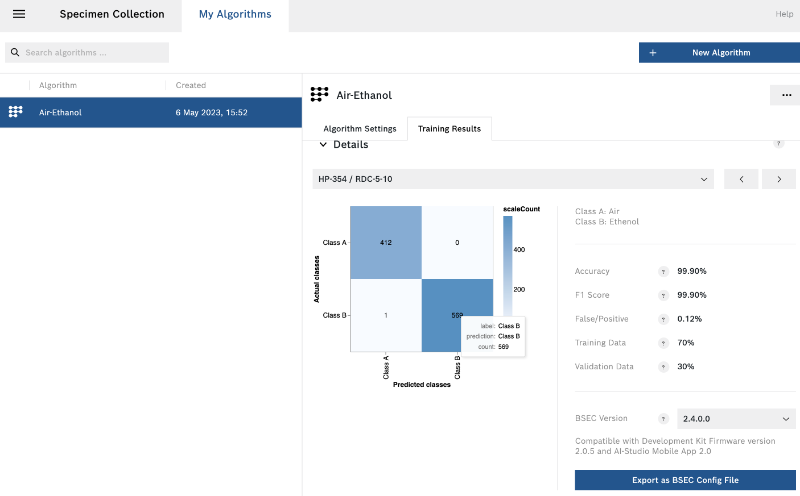 Specimen Collection
My Algorithms
Help
Search algorithms ...
+ New Algorithm
Algorithm
Created
Air-Ethanol
6 May 2023, 15:52
Air-Ethanol
...
Algorithm Settings
Training Results
Details
?
HP-354 / RDC-5-10
Actual classes
Class A
Class B
412
0
1
569
scaleCount
400
200
label: Class B
prediction: Class B
count: 569
Class A
Class B
Predicted classes
Class A: Air
Class B: Ethenol
Accuracy ? 99.90%
F1 Score ? 99.90%
False/Positive ? 0.12%
Training Data ? 70%
Validation Data ? 30%
BSEC Version ? 2.4.0.0
Compatible with Development Kit Firmware version
2.0.5 and AI-Studio Mobile App 2.0
Export as BSEC Config File